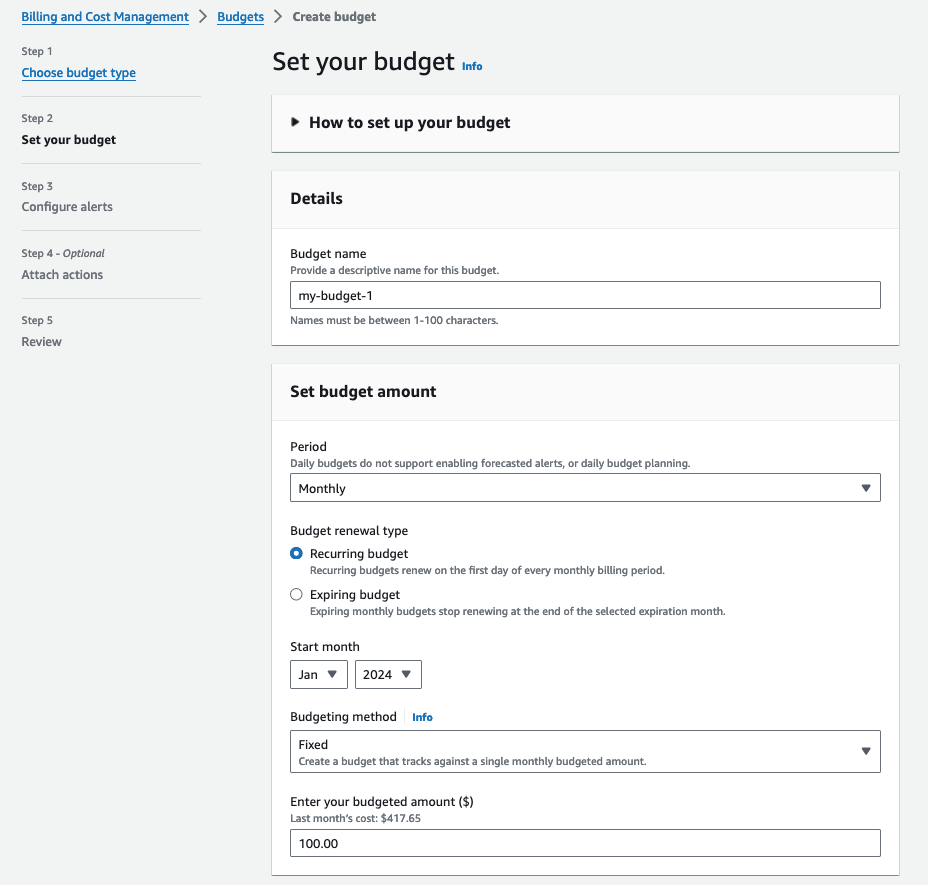 Billing and Cost Management > Budgets > Create budget
Step 1
Choose budget type
Step 2
Set your budget
Step 3
Configure alerts
Step 4 - Optional
Attach actions
Step 5
Review
Set your budget Info
How to set up your budget
Details
Budget name
Provide a descriptive name for this budget.
my-budget-1
Names must be between 1-100 characters.
Set budget amount
Period
Daily budgets do not support enabling forecasted alerts, or daily budget planning.
Monthly
Budget renewal type
Recurring budget
Recurring budgets renew on the first day of every monthly billing period.
Expiring budget
Expiring monthly budgets stop renewing at the end of the selected expiration month.
Start month
Jan 2024
Budgeting method Info
Fixed
Create a budget that tracks against a single monthly budgeted amount.
Enter your budgeted amount ($)
Last month's cost: $417.65
100.00